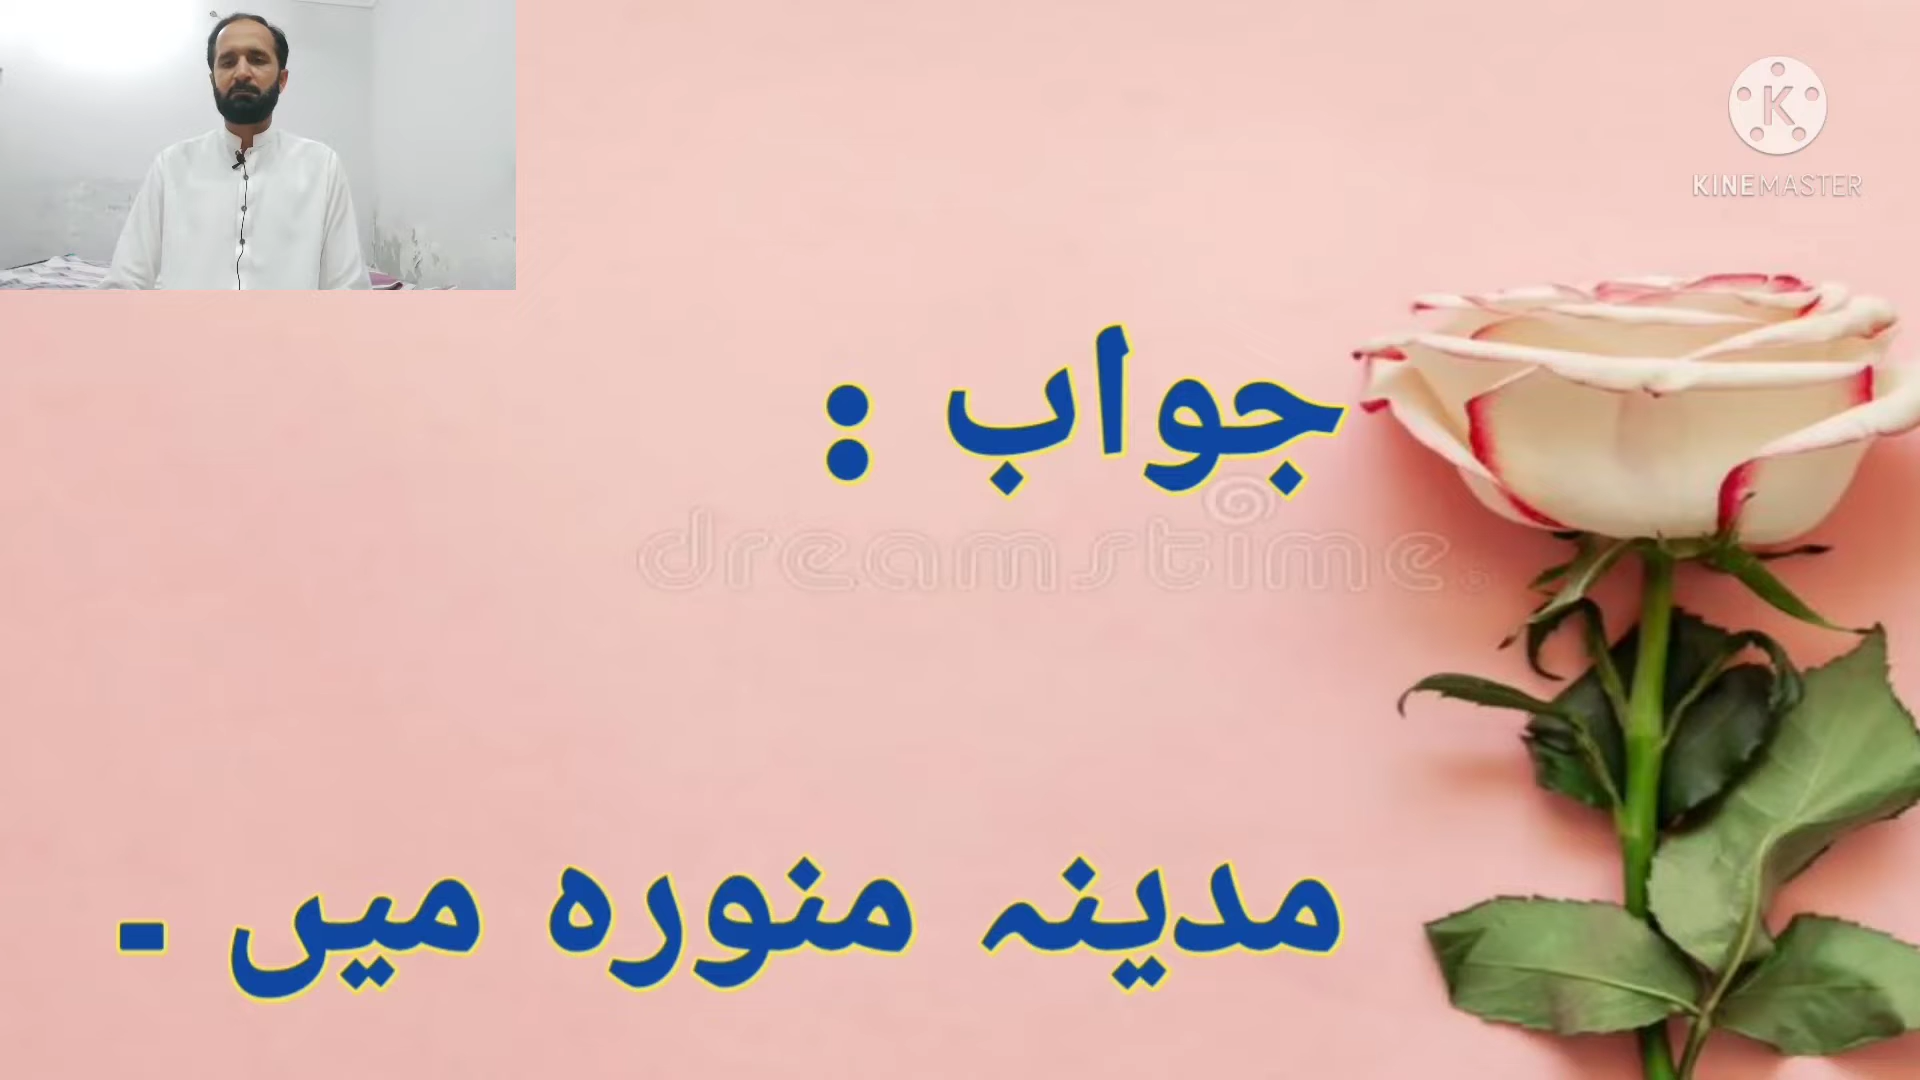 K
KINEMASTER
جواب :
dreamstime.
مدینہ منورہ میں ۔